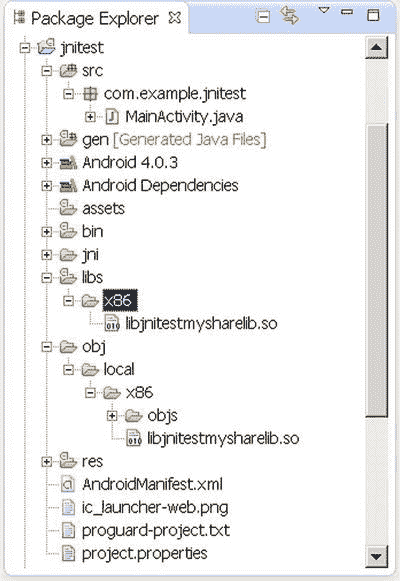 Package Explorer
jnitest
src
com.example.jnitest
MainActivity.java
gen [Generated Java Files]
Android 4.0.3
Android Dependencies
assets
bin
jni
libs
x86
libjnitestmysharelib.so
obj
local
x86
objs
libjnitestmysharelib.so
res
AndroidManifest.xml
ic_launcher-web.png
proguard-project.txt
project.properties